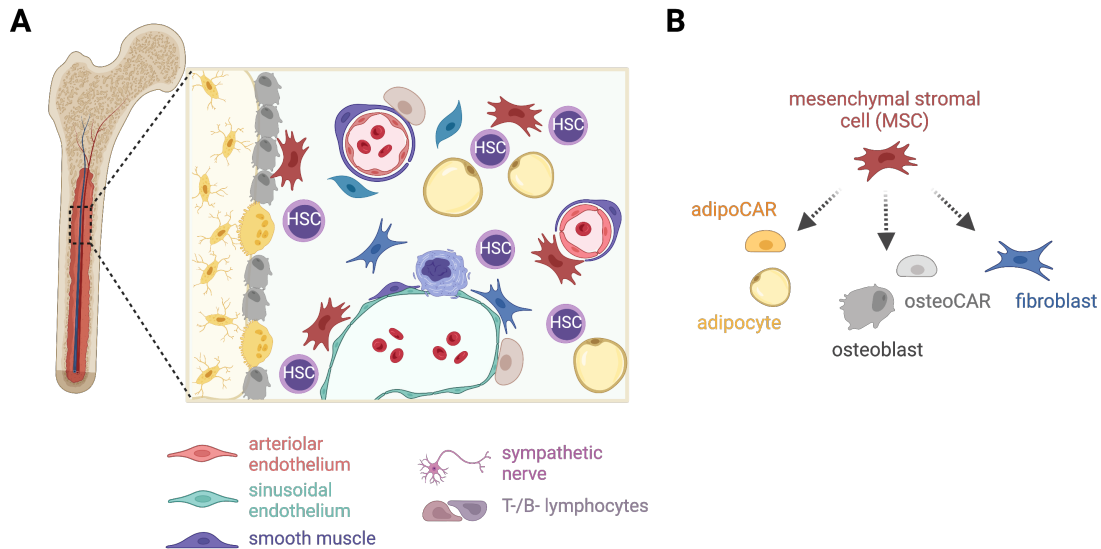 A
B
HSC
HSC
HSC
HSC
HSC
HSC
mesenchymal stromal
cell (MSC)
adipoCAR
adipocyte
osteoCAR
osteoblast
fibroblast
arteriolar
endothelium
sinusoidal
endothelium
smooth muscle
sympathetic
nerve
T-/B- lymphocytes